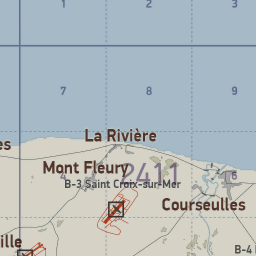 1
2
3
4
7
8
9
es
La Rivière
2411
Mont Fleury
B-3 Saint Croix-sur-Mer
6
Courseulles
ille
B-4